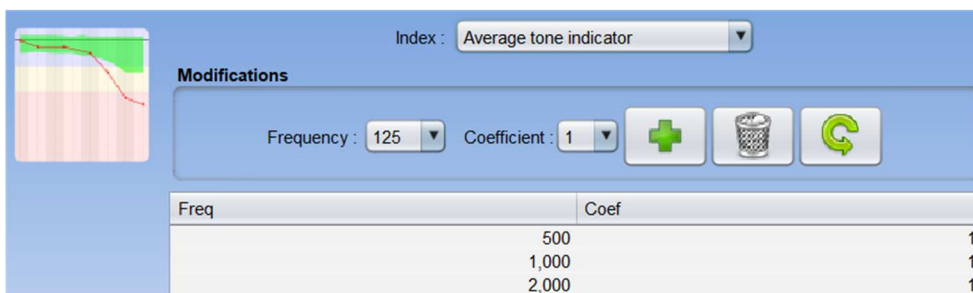 Index : Average tone indicator
Modifications
Frequency : 125 Coefficient : 1
Freq Coef
500 1
1,000 1
2,000 1